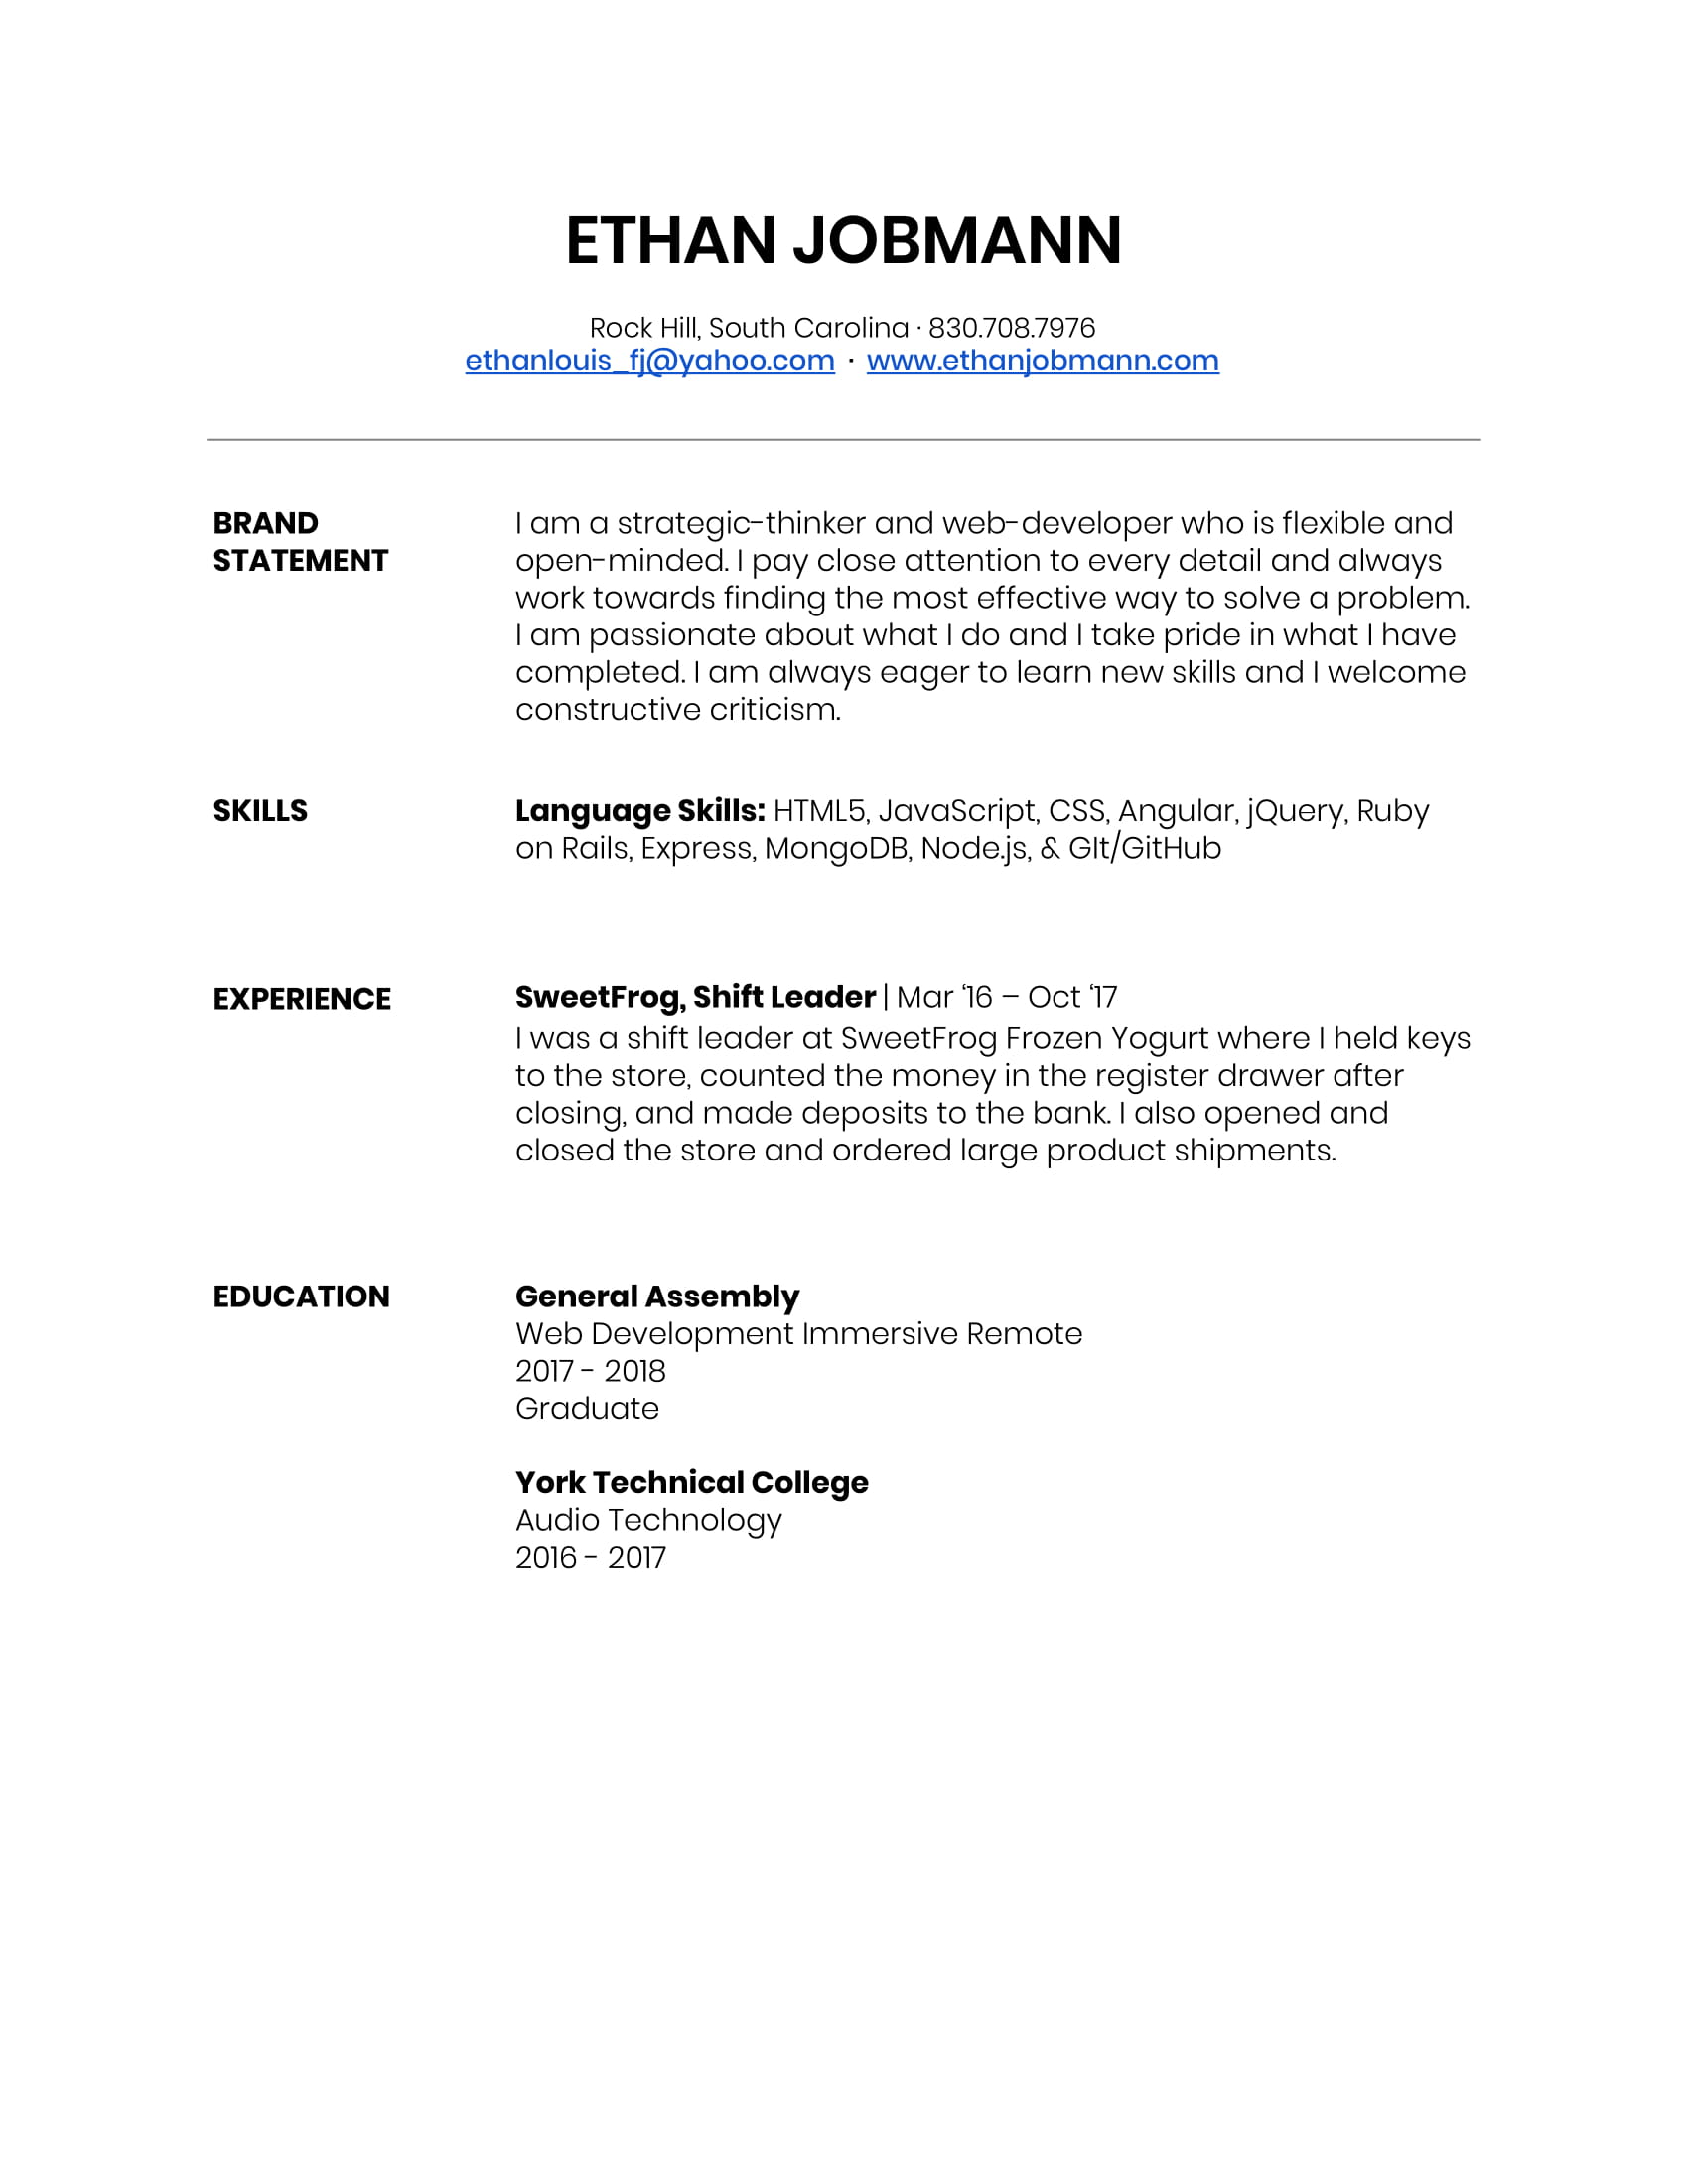 ETHAN JOBMANN
Rock Hill, South Carolina · 830.708.7976
ethanlouis_fj@yahoo.com · www.ethanjobmann.com
BRAND
STATEMENT
I am a strategic-thinker and web-developer who is flexible and
open-minded. I pay close attention to every detail and always
work towards finding the most effective way to solve a problem.
I am passionate about what I do and I take pride in what I have
completed. I am always eager to learn new skills and I welcome
constructive criticism.
SKILLS
Language Skills: HTML5, JavaScript, CSS, Angular, jQuery, Ruby
on Rails, Express, MongoDB, Node.js, & GIt/GitHub
EXPERIENCE
SweetFrog, Shift Leader | Mar ‘16 – Oct ‘17
I was a shift leader at SweetFrog Frozen Yogurt where I held keys
to the store, counted the money in the register drawer after
closing, and made deposits to the bank. I also opened and
closed the store and ordered large product shipments.
EDUCATION
General Assembly
Web Development Immersive Remote
2017 - 2018
Graduate
York Technical College
Audio Technology
2016 - 2017